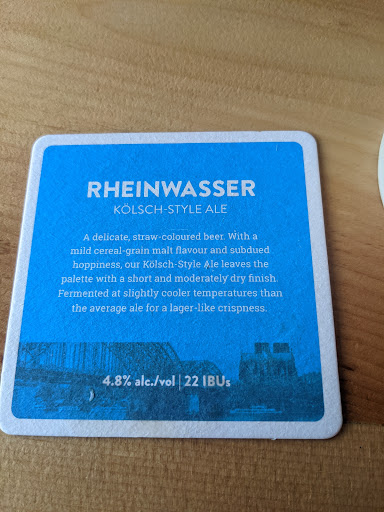 RHEINWASSER
KÖLSCH-STYLE ALE
A delicate, straw-coloured beer. With a
mild cereal-grain malt flavour and subdued
hoppiness, our Kölsch-Style Ale leaves the
palette with a short and moderately dry finish.
Fermented at slightly cooler temperatures than
the average ale for a lager-like crispness.
4.8% alc./vol | 22 IBUs